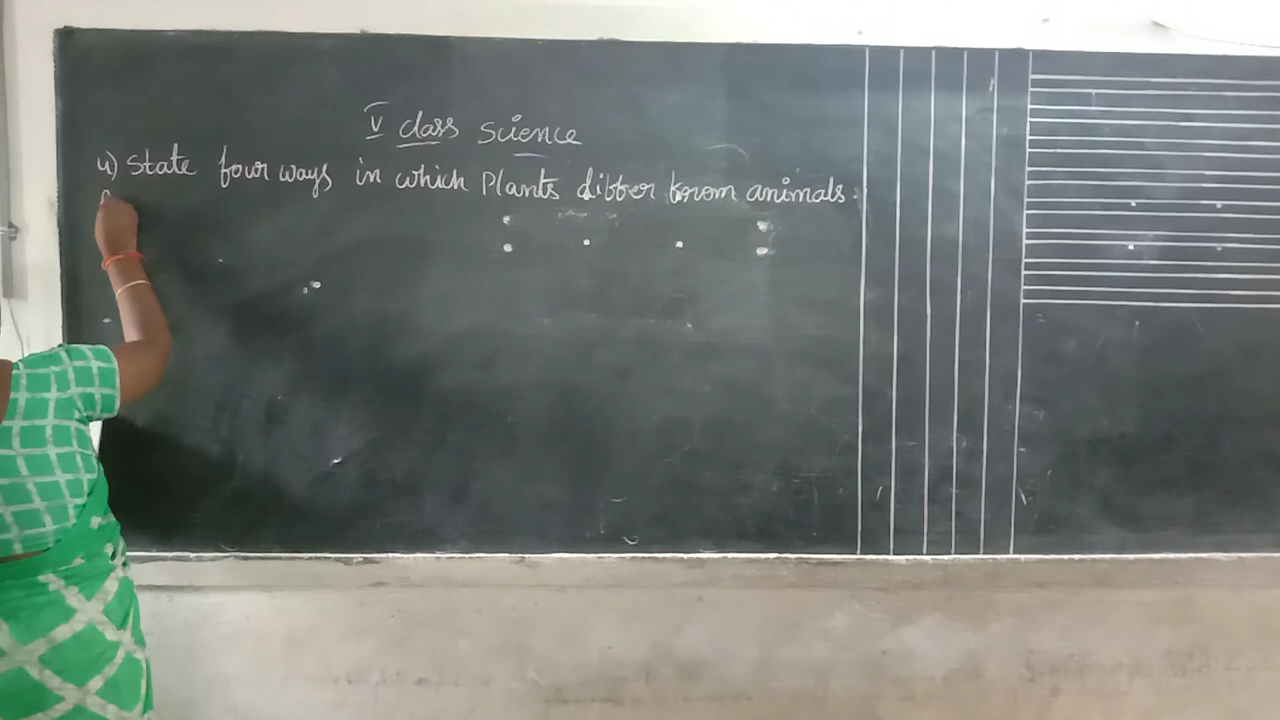 V class Science
4) State four ways in which Plants differ from animals.